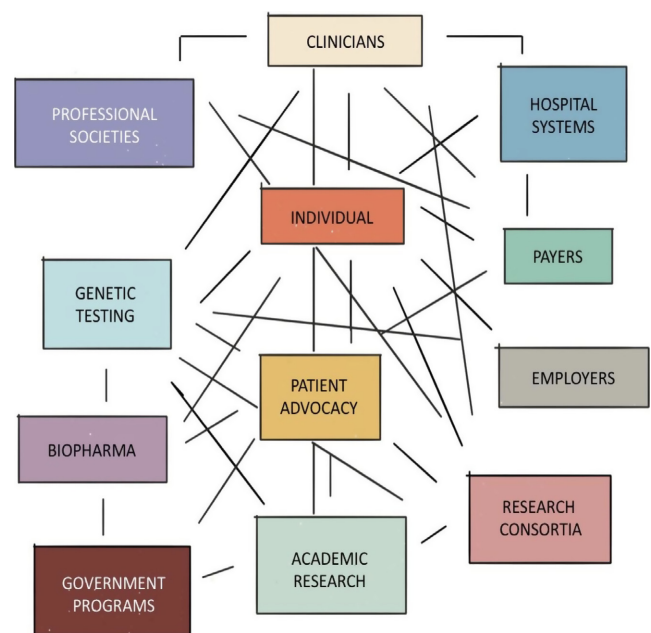 CLINICIANS
PROFESSIONAL
SOCIETIES
HOSPITAL
SYSTEMS
INDIVIDUAL
PAYERS
GENETIC
TESTING
PATIENT
ADVOCACY
EMPLOYERS
BIOPHARMA
RESEARCH
CONSORTIA
ACADEMIC
RESEARCH
GOVERNMENT
PROGRAMS